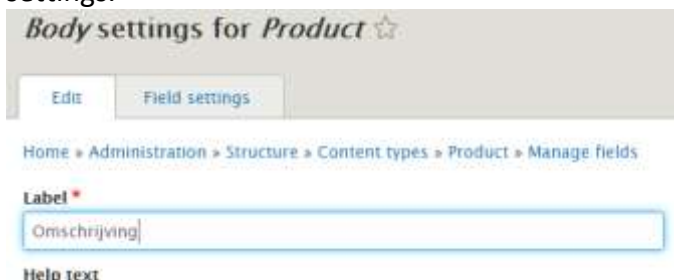 settings.
Body settings for Product
Edit Field settings
Home » Administration » Structure » Content types » Product » Manage fields
Label *
Omschrijving
Help text